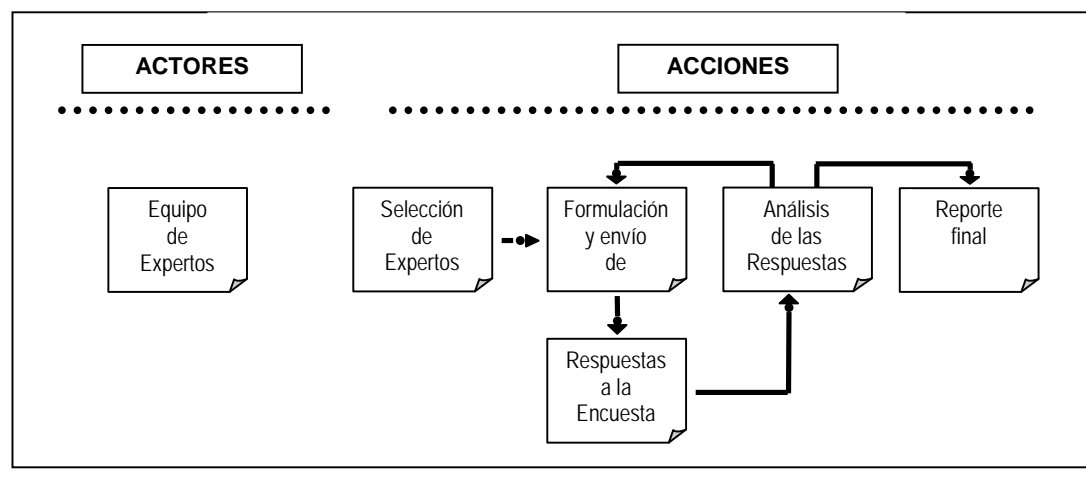 ACTORES
ACCIONES
Equipo
de
Expertos
Selección
de
Expertos
Formulación
y envío
de
Análisis
de las
Respuestas
Reporte
final
Respuestas
a la
Encuesta